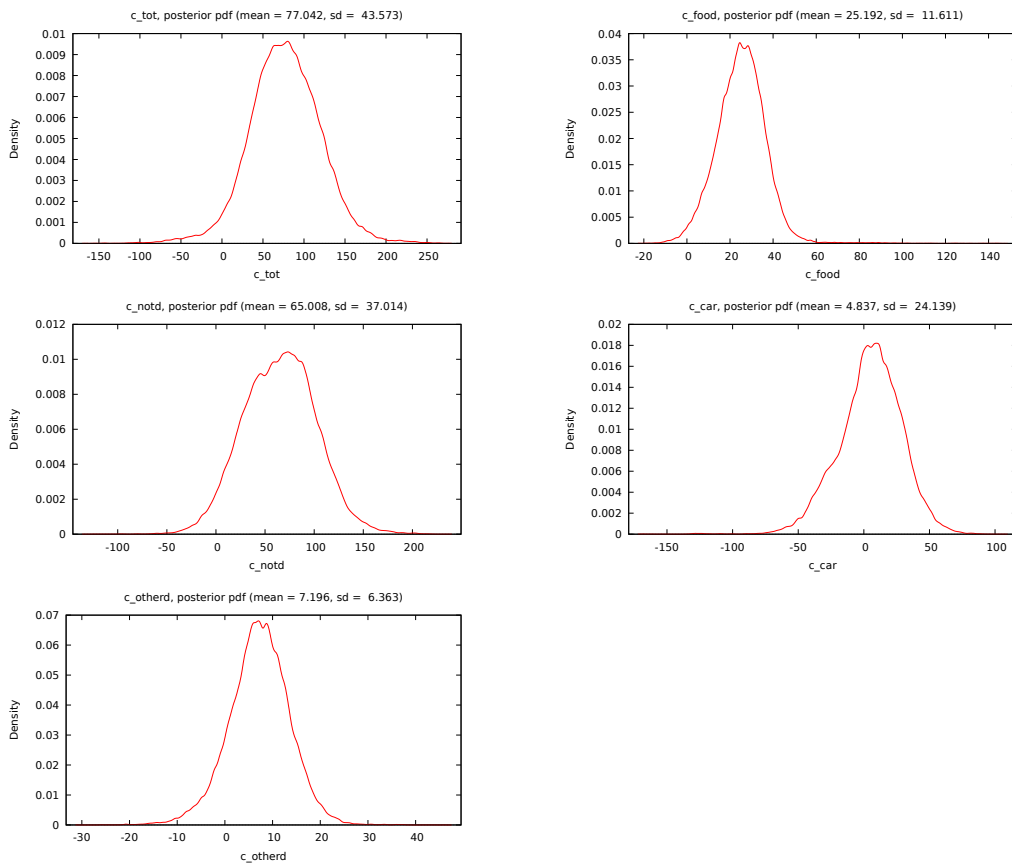 c_tot, posterior pdf (mean = 77.042, sd =  43.573)
0.01
0.009
0.008
0.007
0.006
0.005
0.004
0.003
0.002
0.001
0
Density
-150 -100 -50 0 50 100 150 200 250
c_tot
c_food, posterior pdf (mean = 25.192, sd =  11.611)
0.04
0.035
0.03
0.025
0.02
0.015
0.01
0.005
0
Density
-20 0 20 40 60 80 100 120 140
c_food
c_notd, posterior pdf (mean = 65.008, sd =  37.014)
0.012
0.01
0.008
0.006
0.004
0.002
0
Density
-100 -50 0 50 100 150 200
c_notd
c_car, posterior pdf (mean = 4.837, sd =  24.139)
0.02
0.018
0.016
0.014
0.012
0.01
0.008
0.006
0.004
0.002
0
Density
-150 -100 -50 0 50 100
c_car
c_otherd, posterior pdf (mean = 7.196, sd =  6.363)
0.07
0.06
0.05
0.04
0.03
0.02
0.01
0
Density
-30 -20 -10 0 10 20 30 40
c_otherd